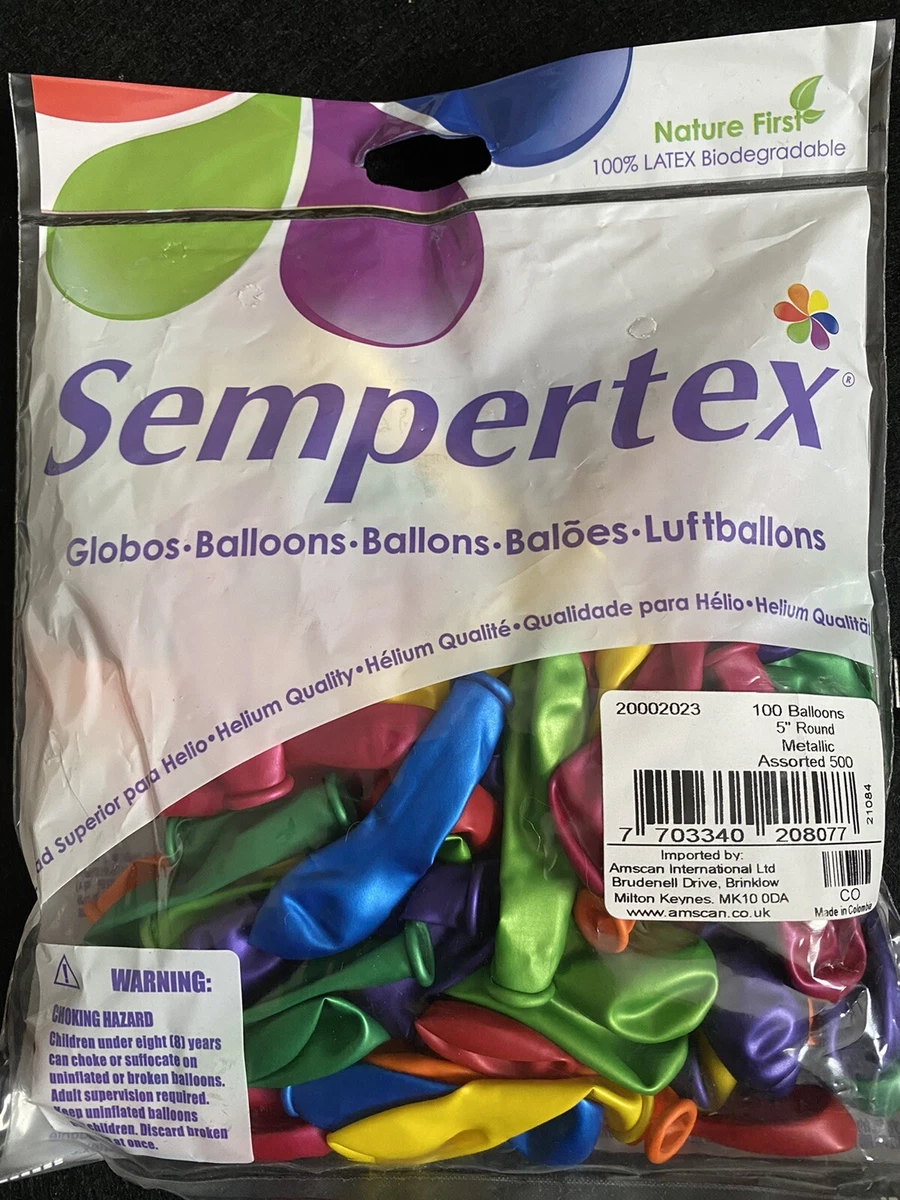 Nature First
100% LATEX Biodegradable
Sempertex®
Globos•Balloons•Ballons•Balões•Luftballons
Superior para Helio•Helium Quality•Hélium Qualité•Qualidade para Hélio•Helium Qualität
20002023
100 Balloons
5" Round
Metallic
Assorted 500
21084
7 703340 208077
Imported by:
Amscan International Ltd
Brudenell Drive, Brinklow
Milton Keynes. MK10 0DA
www.amscan.co.uk
CO
Made in Colombia
WARNING:
CHOKING HAZARD
Children under eight (8) years
can choke or suffocate on
uninflated or broken balloons.
Adult supervision required.
Keep uninflated balloons
children. Discard broken
at once.